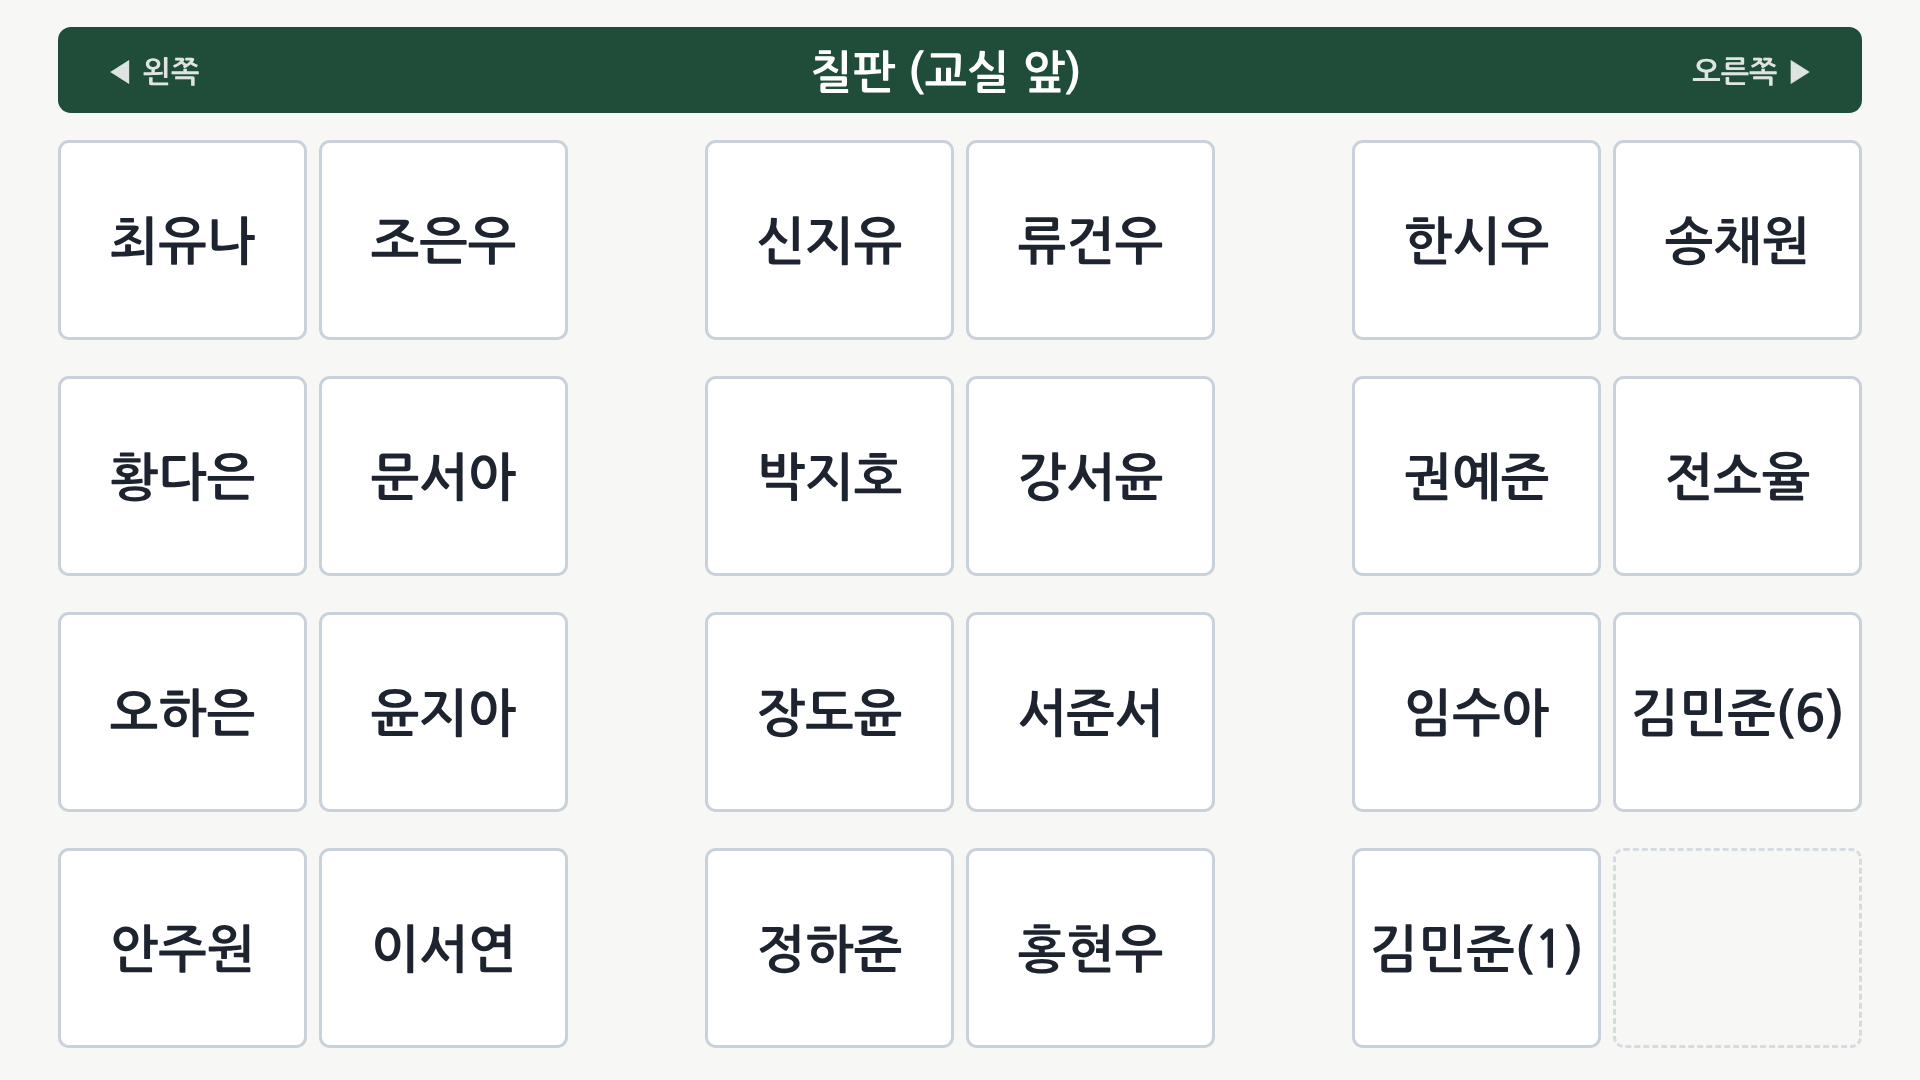 ◀ 왼쪽 칠판 (교실 앞) 오른쪽 ▶
최유나 조은우 신지유 류건우 한시우 송채원
황다은 문서아 박지호 강서윤 권예준 전소율
오하은 윤지아 장도윤 서준서 임수아 김민준(6)
안주원 이서연 정하준 홍현우 김민준(1)